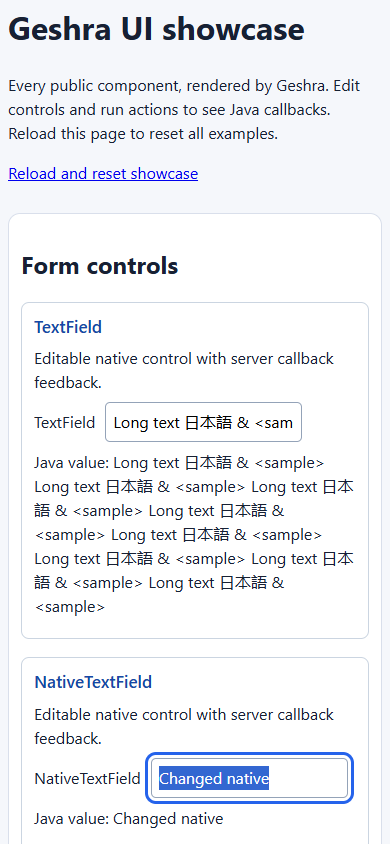 Geshra UI showcase
Every public component, rendered by Geshra. Edit
controls and run actions to see Java callbacks.
Reload this page to reset all examples.
Reload and reset showcase
Form controls
TextField
Editable native control with server callback
feedback.
TextField Long text 日本語 & <sam
Java value: Long text 日本語 & <sample>
Long text 日本語 & <sample> Long text 日本
語 & <sample> Long text 日本語 &
<sample> Long text 日本語 & <sample>
Long text 日本語 & <sample> Long text 日本
語 & <sample> Long text 日本語 &
<sample>
NativeTextField
Editable native control with server callback
feedback.
NativeTextField Changed native
Java value: Changed native